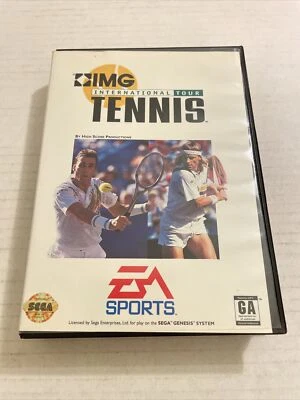 IMG
INTERNATIONAL TOUR
TENNIS
BY HIGH SCORE PRODUCTIONS
EA
SPORTS
SEGA
GA
Licensed by Sega Enterprises, Ltd. for play on the SEGA GENESIS SYSTEM